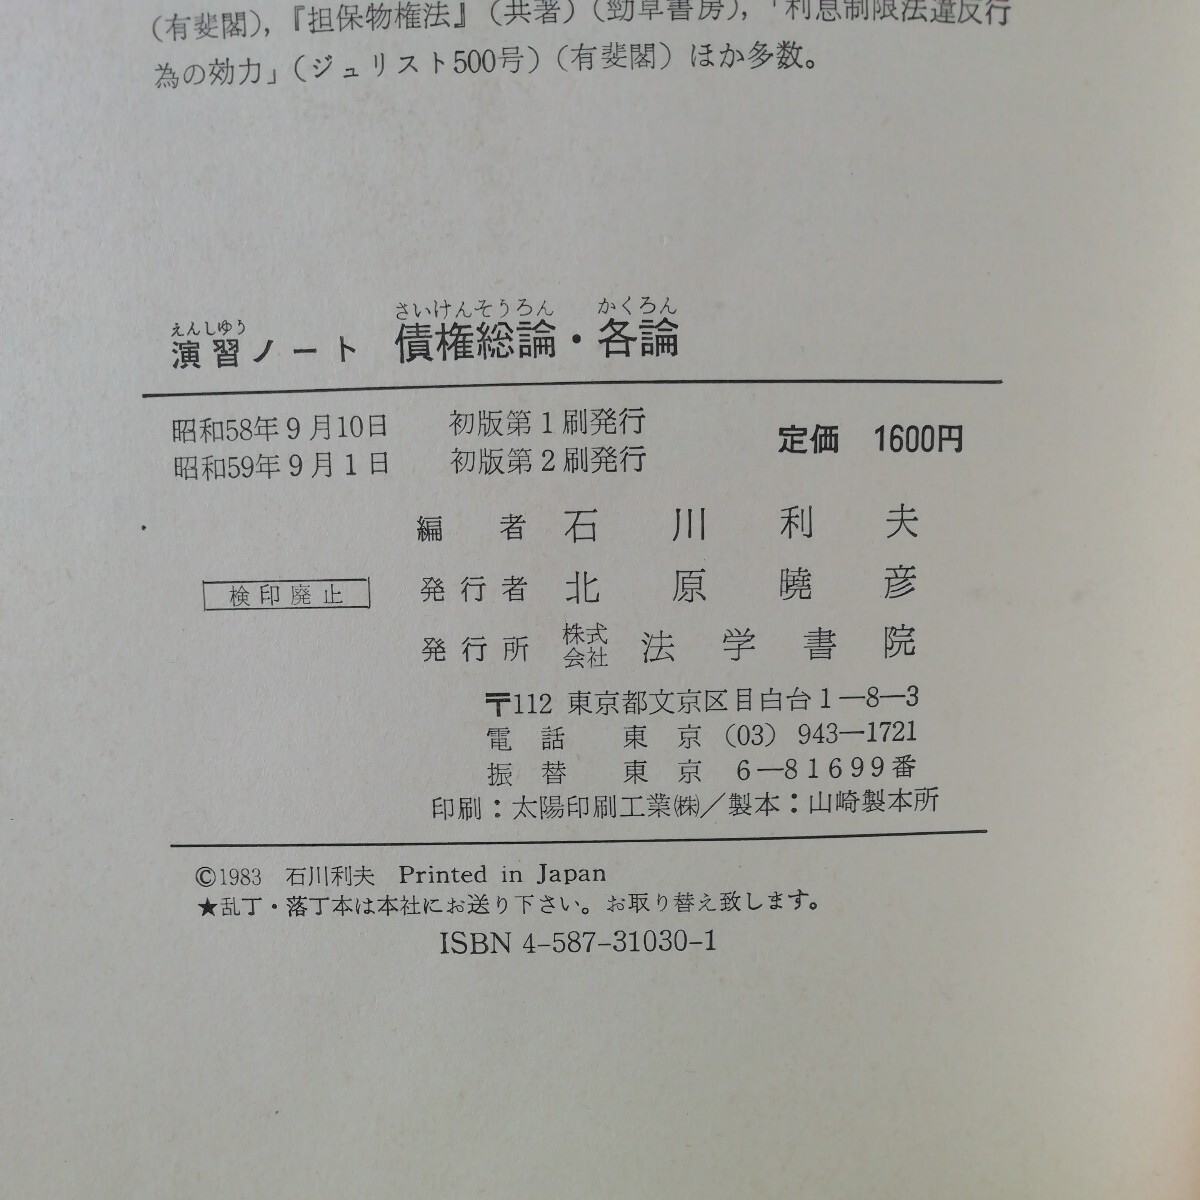 (有斐閣),『担保物権法』(共著)(勁草書房),「利息制限法違反行
為の効力」(ジュリスト500号)(有斐閣)ほか多数。
えんしゆう さいけんそうろん かくろん
演習ノート 債権総論・各論
昭和58年9月10日 初版第1刷発行
昭和59年9月1日 初版第2刷発行
定価 1600円
編者 石川利夫
検印廃止
発行者 北原暁彦
発行所 株式会社 法学書院
〒112 東京都文京区目白台1―8―3
電話 東京 (03) 943―1721
振替 東京 6―81699番
印刷:太陽印刷工業㈱/製本:山崎製本所
©1983 石川利夫 Printed in Japan
★乱丁・落丁本は本社にお送り下さい。お取り替え致します。
ISBN 4-587-31030-1